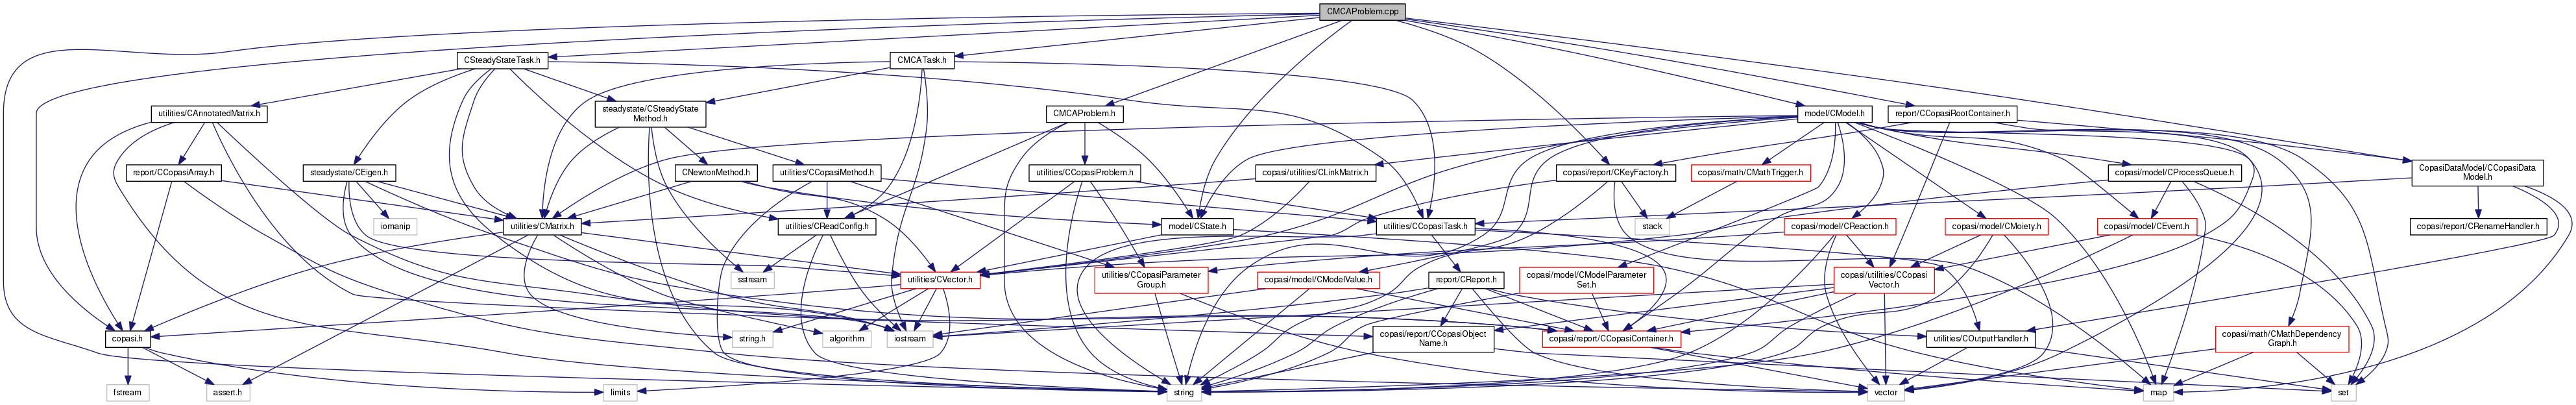 CMCAProblem.cpp
CSteadyStateTask.h
CMCATask.h
utilities/CAnnotatedMatrix.h
steadystate/CSteadyState
Method.h
CMCAProblem.h
model/CModel.h
report/CCopasiRootContainer.h
report/CCopasiArray.h
steadystate/CEigen.h
CNewtonMethod.h
utilities/CCopasiMethod.h
utilities/CCopasiProblem.h
copasi/utilities/CLinkMatrix.h
copasi/report/CKeyFactory.h
copasi/math/CMathTrigger.h
copasi/model/CProcessQueue.h
CopasiDataModel/CCopasiData
Model.h
iomanip
utilities/CMatrix.h
utilities/CReadConfig.h
model/CState.h
utilities/CCopasiTask.h
stack
copasi/model/CReaction.h
copasi/model/CMoiety.h
copasi/model/CEvent.h
copasi/report/CRenameHandler.h
sstream
utilities/CVector.h
utilities/CCopasiParameter
Group.h
copasi/model/CModelValue.h
report/CReport.h
copasi/model/CModelParameter
Set.h
copasi/utilities/CCopasi
Vector.h
copasi.h
string.h
algorithm
iostream
copasi/report/CCopasiObject
Name.h
copasi/report/CCopasiContainer.h
utilities/COutputHandler.h
copasi/math/CMathDependency
Graph.h
fstream
assert.h
limits
string
vector
map
set